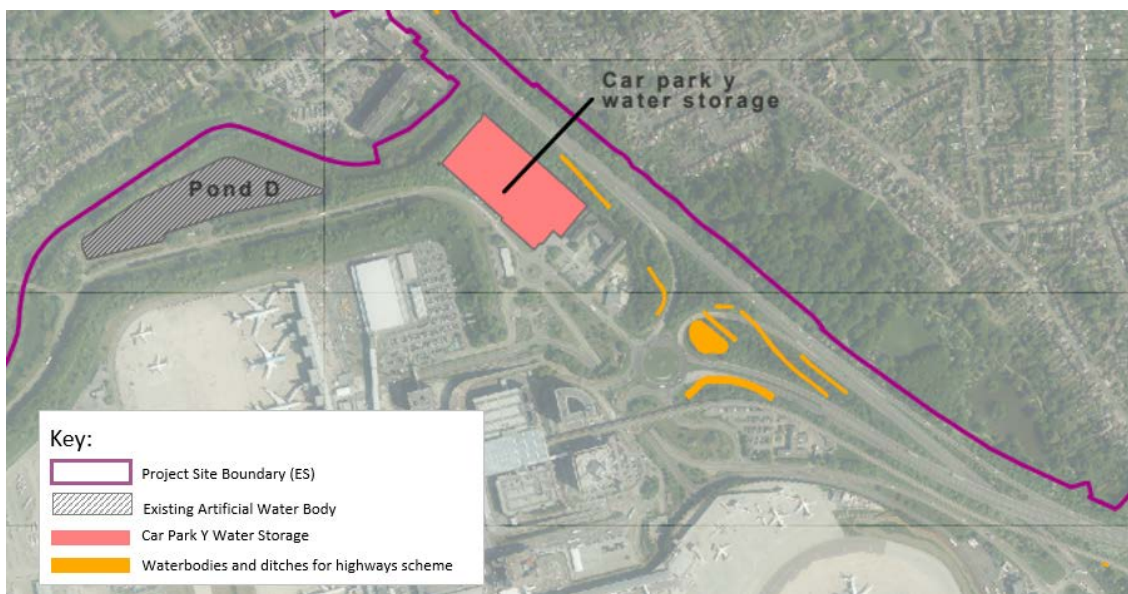 Car park y
water storage
Pond D
Key:
Project Site Boundary (ES)
Existing Artificial Water Body
Car Park Y Water Storage
Waterbodies and ditches for highways scheme